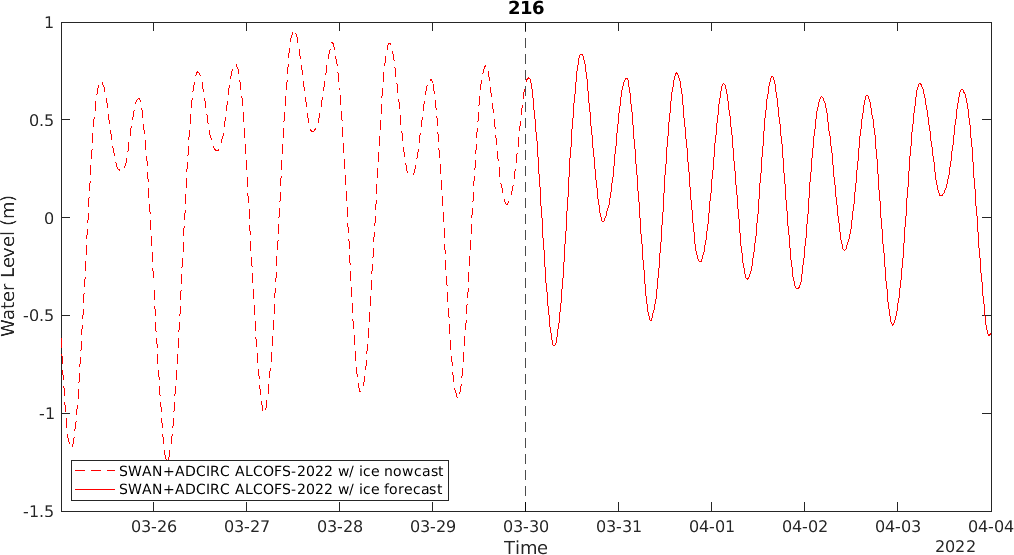 216
Water Level (m)
1
0.5
0
-0.5
-1
-1.5
SWAN+ADCIRC ALCOFS-2022 w/ ice nowcast
SWAN+ADCIRC ALCOFS-2022 w/ ice forecast
03-26 03-27 03-28 03-29 03-30 03-31 04-01 04-02 04-03 04-04
Time
2022